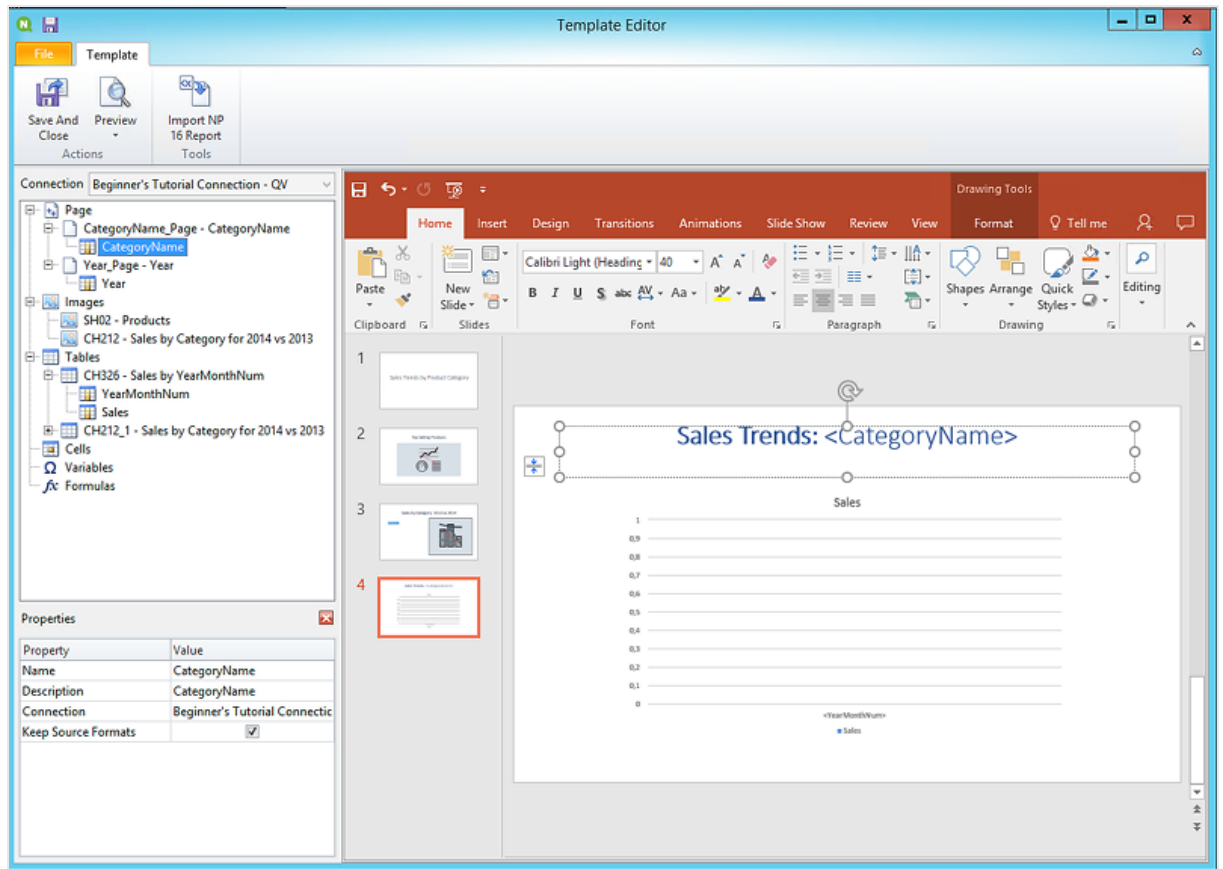 Template Editor
File Template
Save And Close
Preview
Import NP 16 Report
Actions Tools
Connection Beginner's Tutorial Connection - QV
Page
CategoryName_Page - CategoryName
CategoryName
Year_Page - Year
Year
Images
SH02 - Products
CH212 - Sales by Category for 2014 vs 2013
Tables
CH326 - Sales by YearMonthNum
YearMonthNum
Sales
CH212_1 - Sales by Category for 2014 vs 2013
Cells
Variables
Formulas
Properties
Property Value
Name CategoryName
Description CategoryName
Connection Beginner's Tutorial Connectic
Keep Source Formats
Drawing Tools
Home Insert Design Transitions Animations Slide Show Review View Format Tell me
Paste
New Slide
Calibri Light (Heading 40
B I U S abc AV Aa
Shapes Arrange Quick Styles Editing
Clipboard Slides Font Paragraph Drawing
1
Sales Trends by Product Category
2
Top Selling Products
3
4
Sales Trends: <CategoryName>
Sales
1
0,9
0,8
0,7
0,6
0,5
0,4
0,3
0,2
0,1
0
<YearMonthNum>
Sales